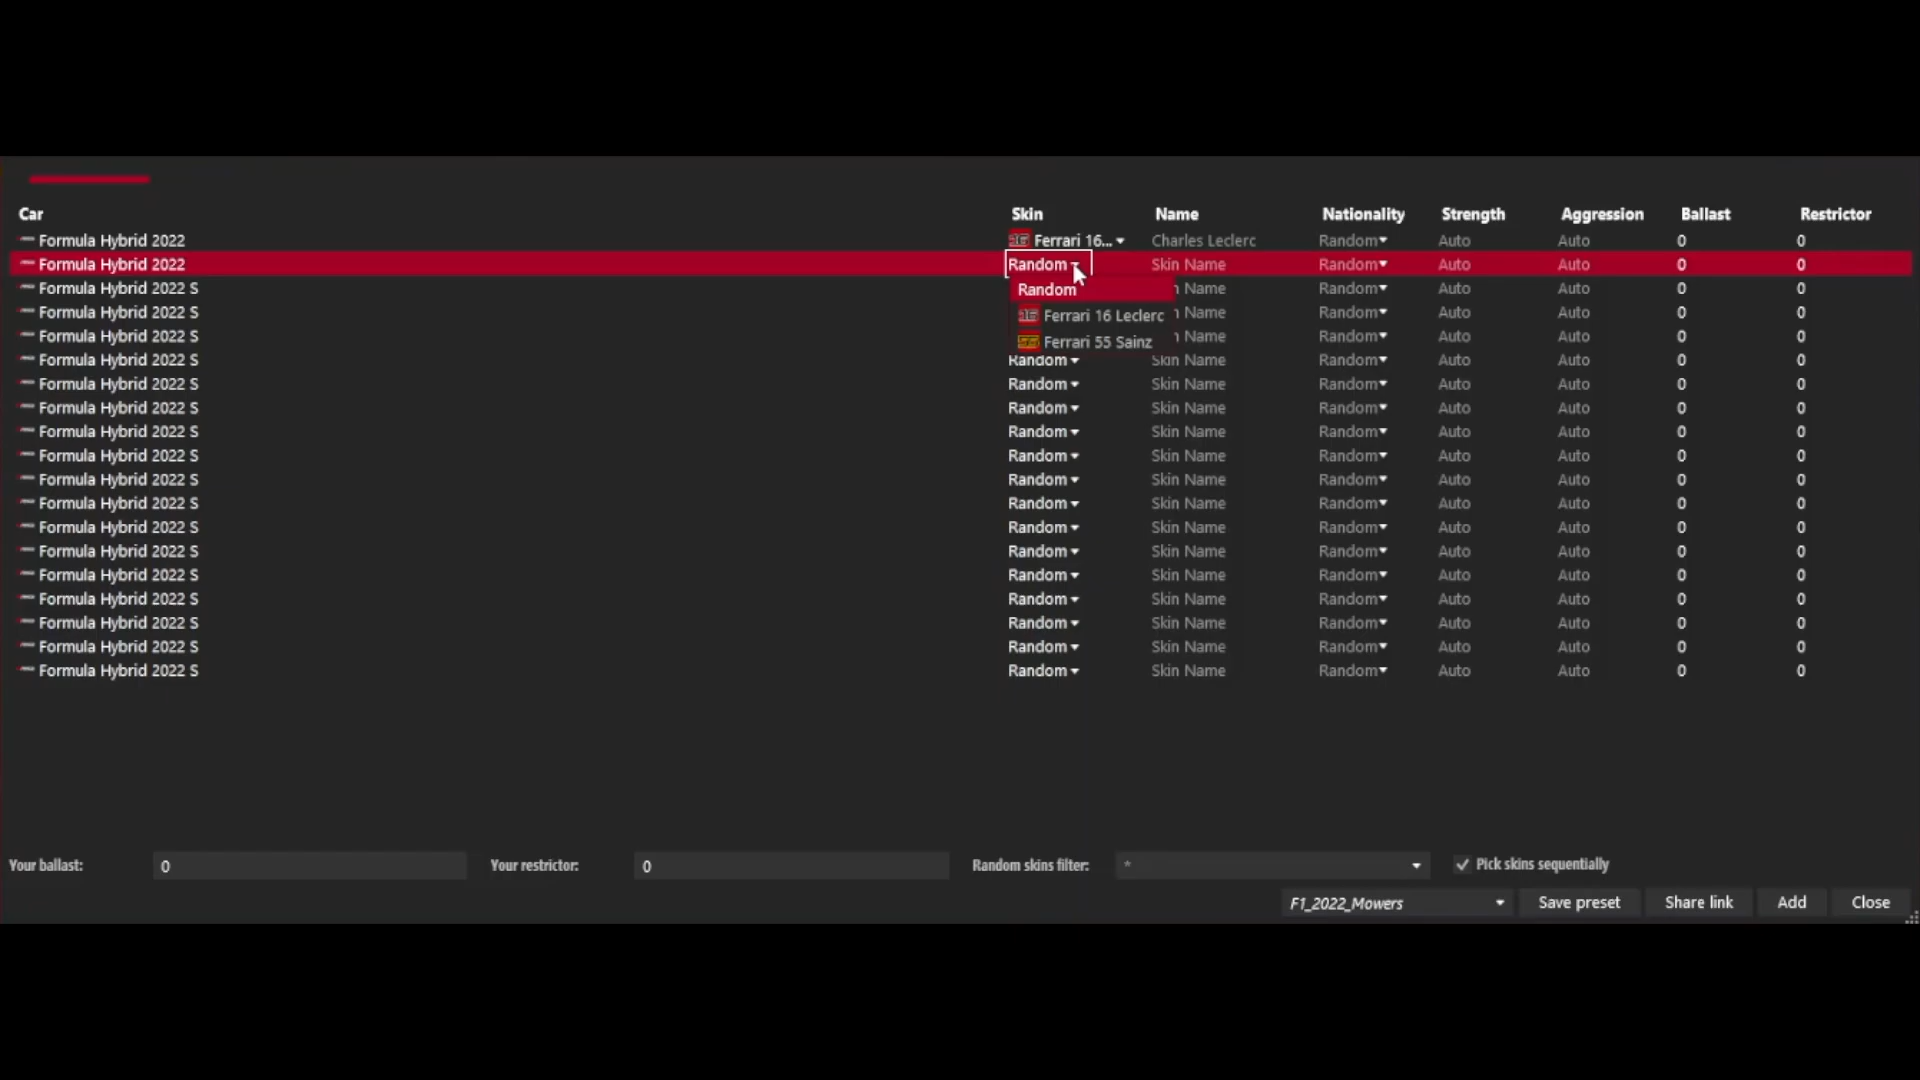 Car Skin Name Nationality Strength Aggression Ballast Restrictor
Formula Hybrid 2022 16 Ferrari 16... Charles Leclerc Random Auto Auto 0 0
Formula Hybrid 2022 Random Skin Name Random Auto Auto 0 0
Random
Formula Hybrid 2022 S Name Random Auto Auto 0 0
16 Ferrari 16 Leclerc
Formula Hybrid 2022 S Name Random Auto Auto 0 0
55 Ferrari 55 Sainz
Formula Hybrid 2022 S Name Random Auto Auto 0 0
Formula Hybrid 2022 S Random Skin Name Random Auto Auto 0 0
Formula Hybrid 2022 S Random Skin Name Random Auto Auto 0 0
Formula Hybrid 2022 S Random Skin Name Random Auto Auto 0 0
Formula Hybrid 2022 S Random Skin Name Random Auto Auto 0 0
Formula Hybrid 2022 S Random Skin Name Random Auto Auto 0 0
Formula Hybrid 2022 S Random Skin Name Random Auto Auto 0 0
Formula Hybrid 2022 S Random Skin Name Random Auto Auto 0 0
Formula Hybrid 2022 S Random Skin Name Random Auto Auto 0 0
Formula Hybrid 2022 S Random Skin Name Random Auto Auto 0 0
Formula Hybrid 2022 S Random Skin Name Random Auto Auto 0 0
Formula Hybrid 2022 S Random Skin Name Random Auto Auto 0 0
Formula Hybrid 2022 S Random Skin Name Random Auto Auto 0 0
Formula Hybrid 2022 S Random Skin Name Random Auto Auto 0 0
Formula Hybrid 2022 S Random Skin Name Random Auto Auto 0 0
Your ballast: 0 Your restrictor: 0 Random skins filter: * Pick skins sequentially
F1_2022_Mowers Save preset Share link Add Close